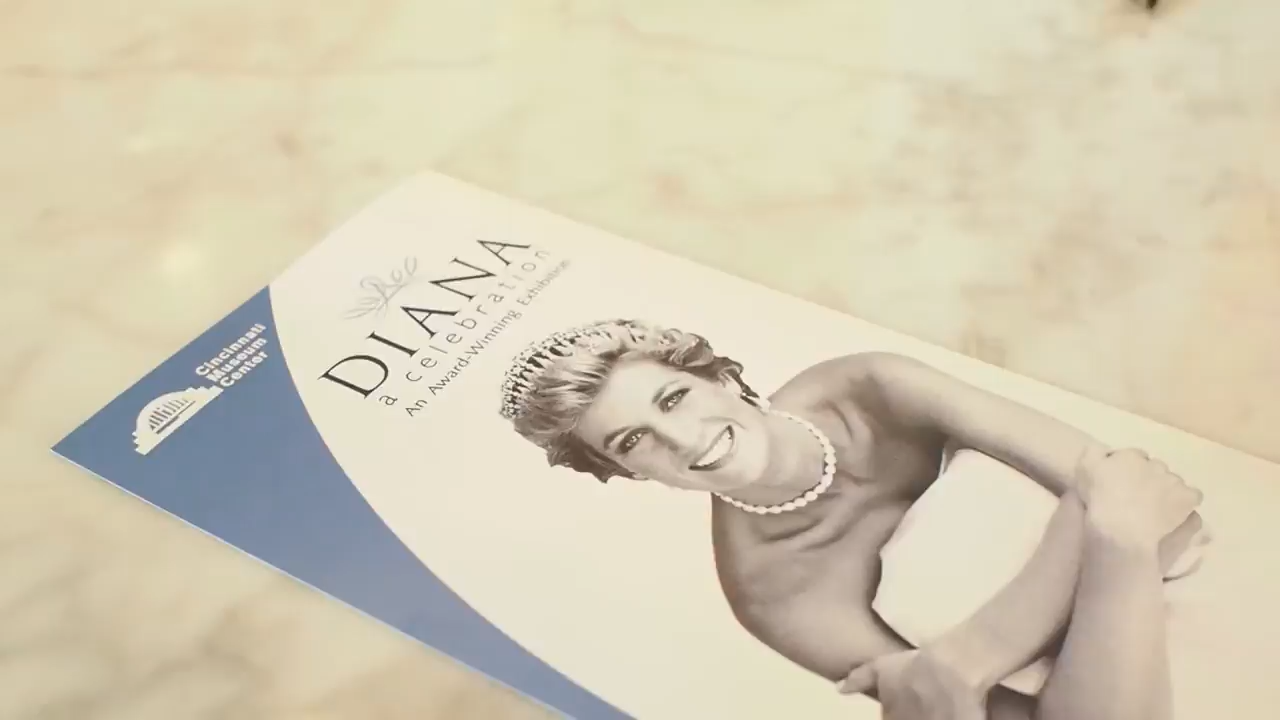 DIANA
a celebration
An Award-Winning Exhibition
Cincinnati
Museum
Center